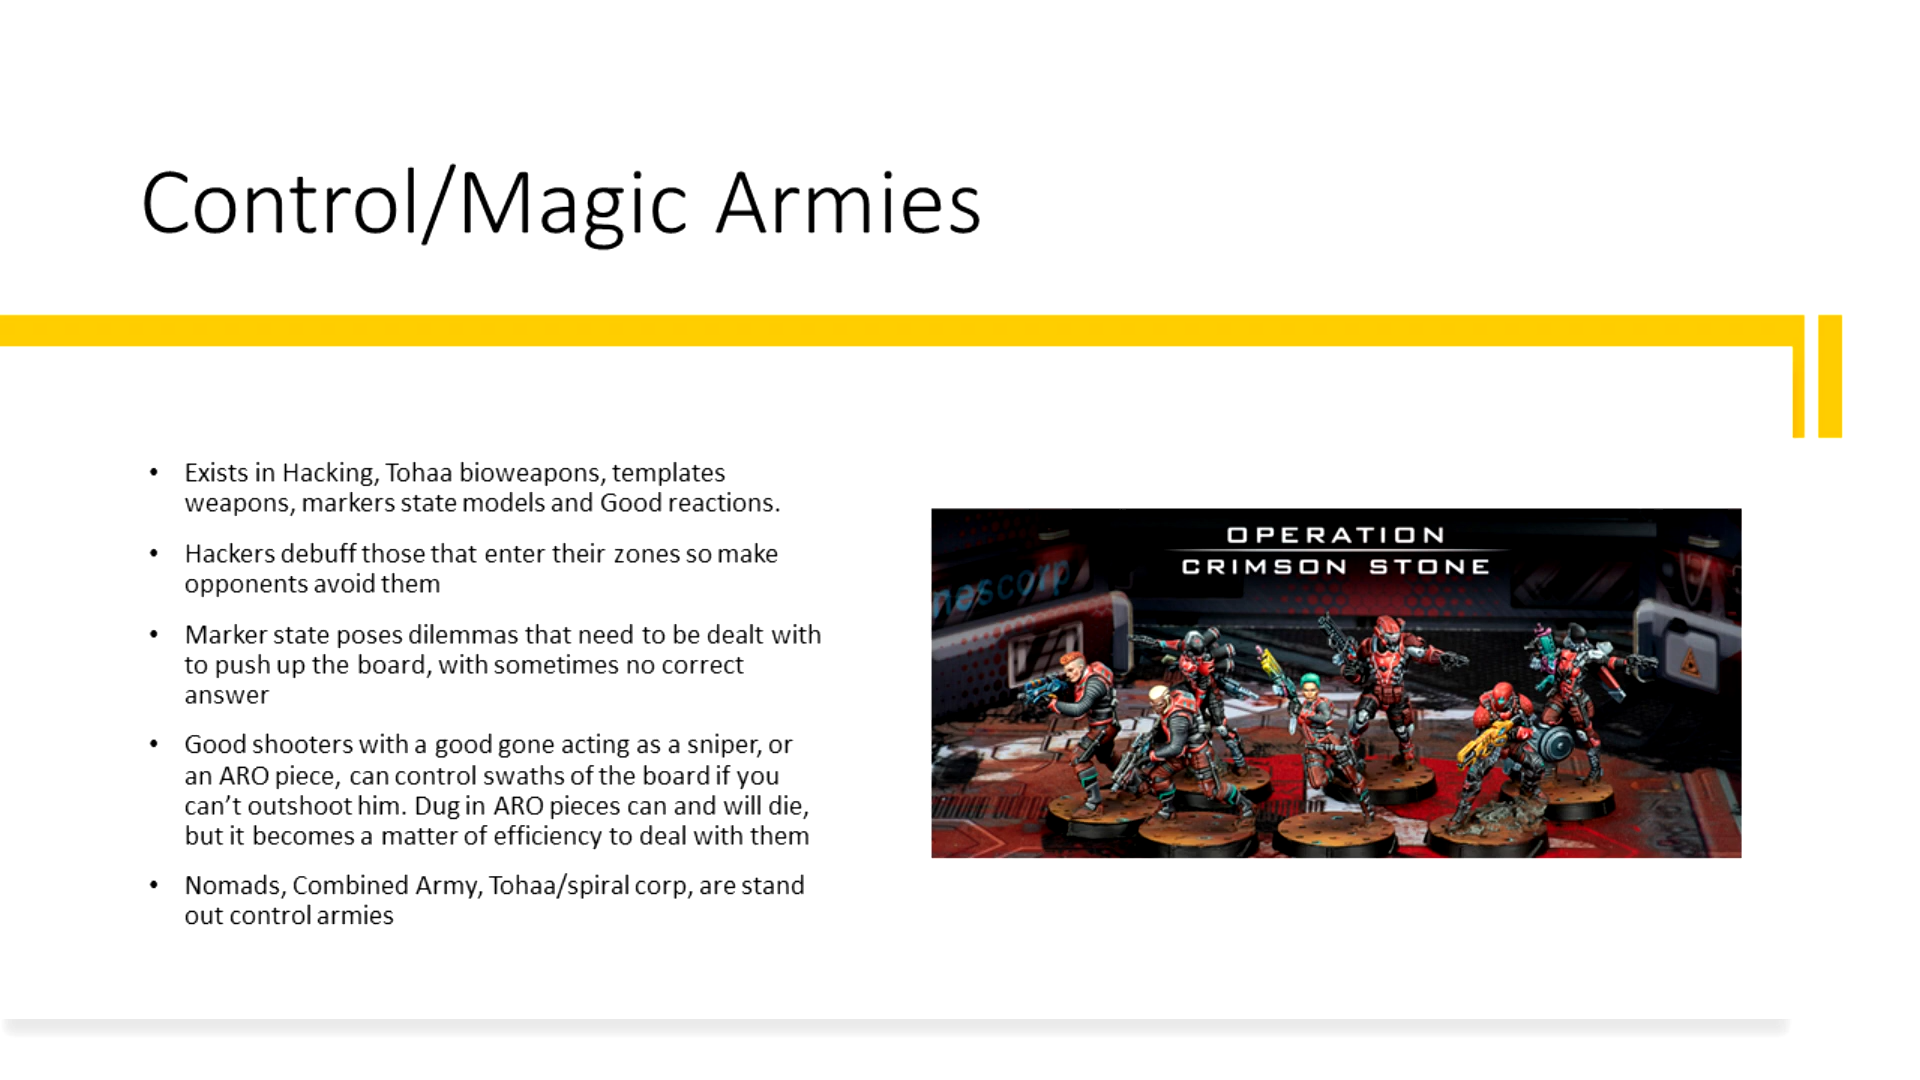 Control/Magic Armies
• Exists in Hacking, Tohaa bioweapons, templates
weapons, markers state models and Good reactions.
• Hackers debuff those that enter their zones so make
opponents avoid them
• Marker state poses dilemmas that need to be dealt with
to push up the board, with sometimes no correct
answer
• Good shooters with a good gone acting as a sniper, or
an ARO piece, can control swaths of the board if you
can’t outshoot him. Dug in ARO pieces can and will die,
but it becomes a matter of efficiency to deal with them
• Nomads, Combined Army, Tohaa/spiral corp, are stand
out control armies
OPERATION
CRIMSON STONE